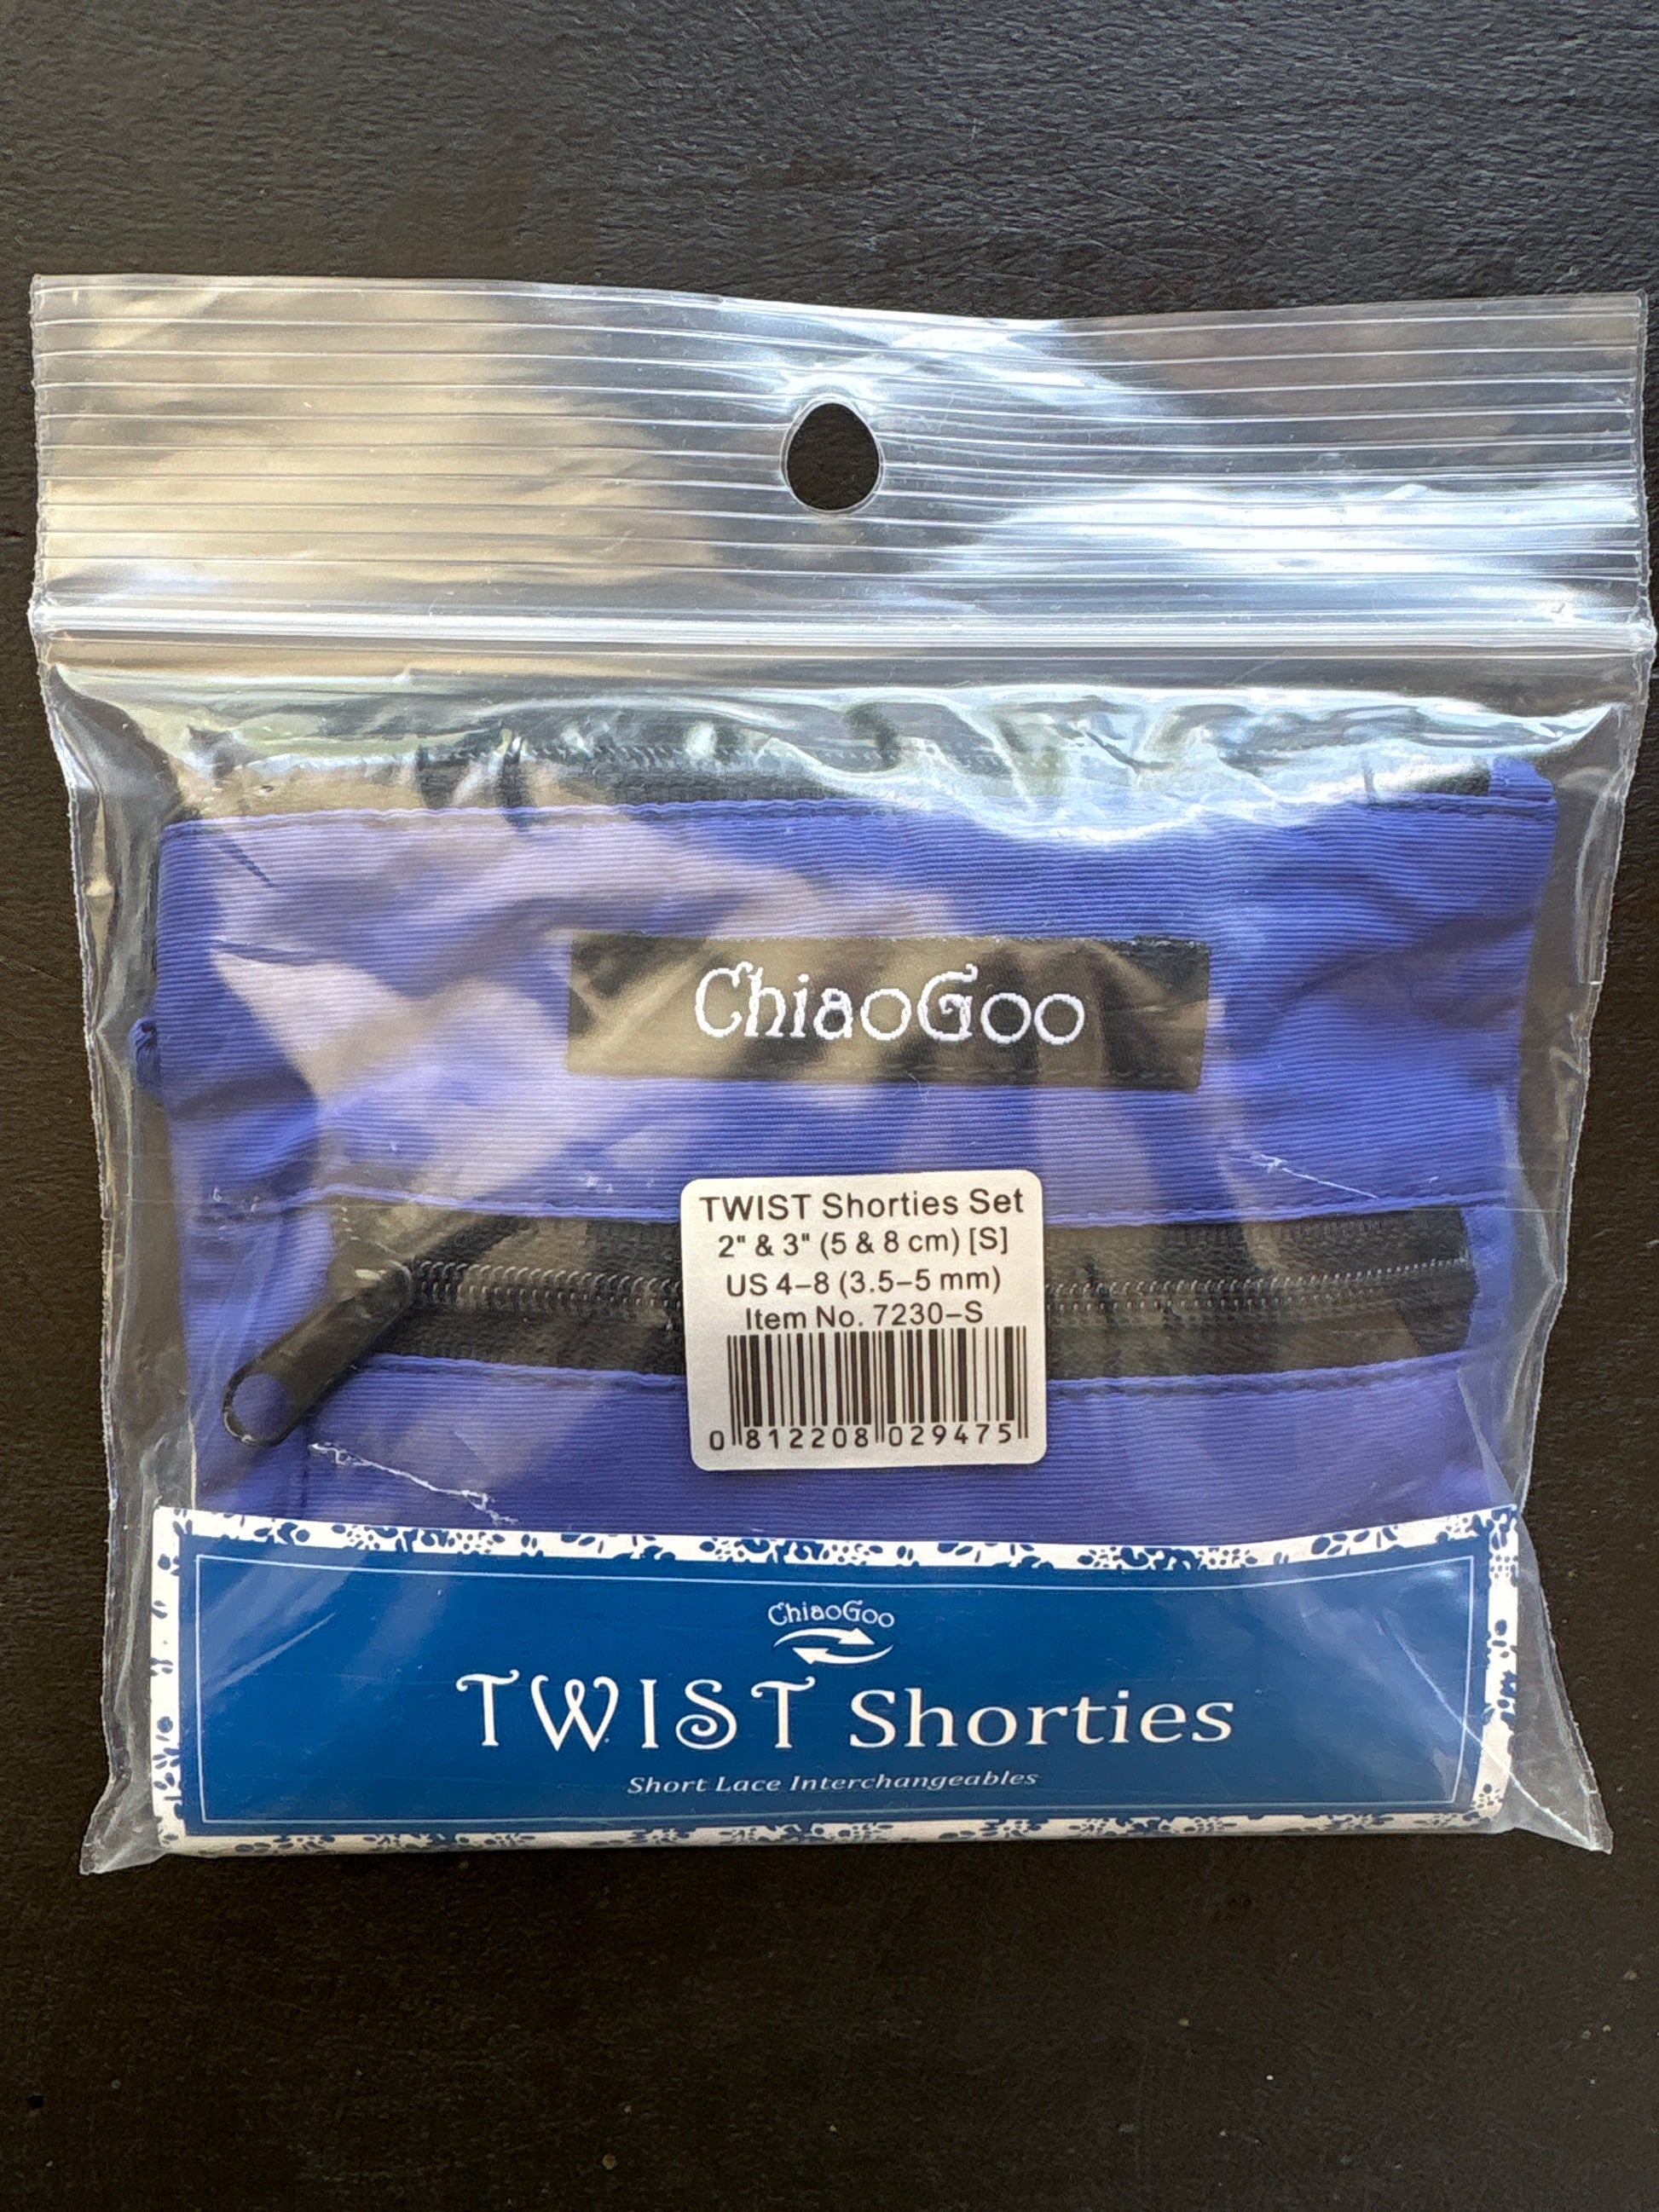 ChiaoGoo
TWIST Shorties Set
2" & 3" (5 & 8 cm) [S]
US 4–8 (3.5–5 mm)
Item No. 7230–S
0 812208 029475
ChiaoGoo
TWIST Shorties
Short Lace Interchangeables